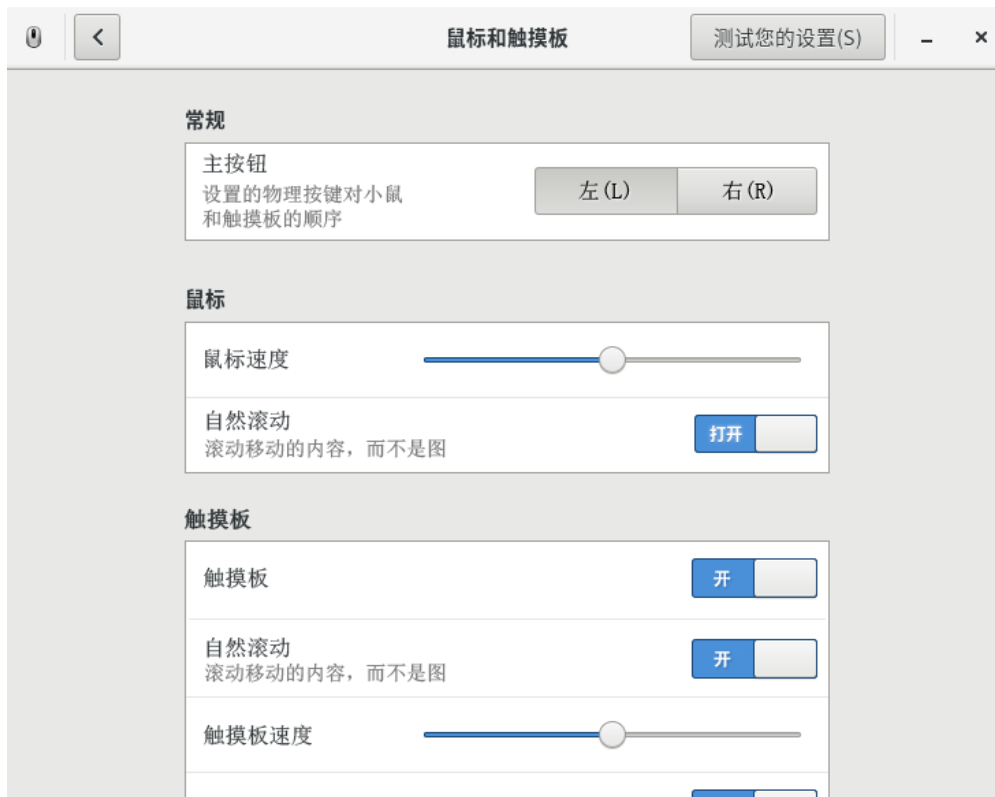 鼠标和触摸板
测试您的设置(S)
常规
主按钮
设置的物理按键对小鼠
和触摸板的顺序
左(L)
右(R)
鼠标
鼠标速度
自然滚动
滚动移动的内容，而不是图
打开
触摸板
触摸板
开
自然滚动
滚动移动的内容，而不是图
开
触摸板速度